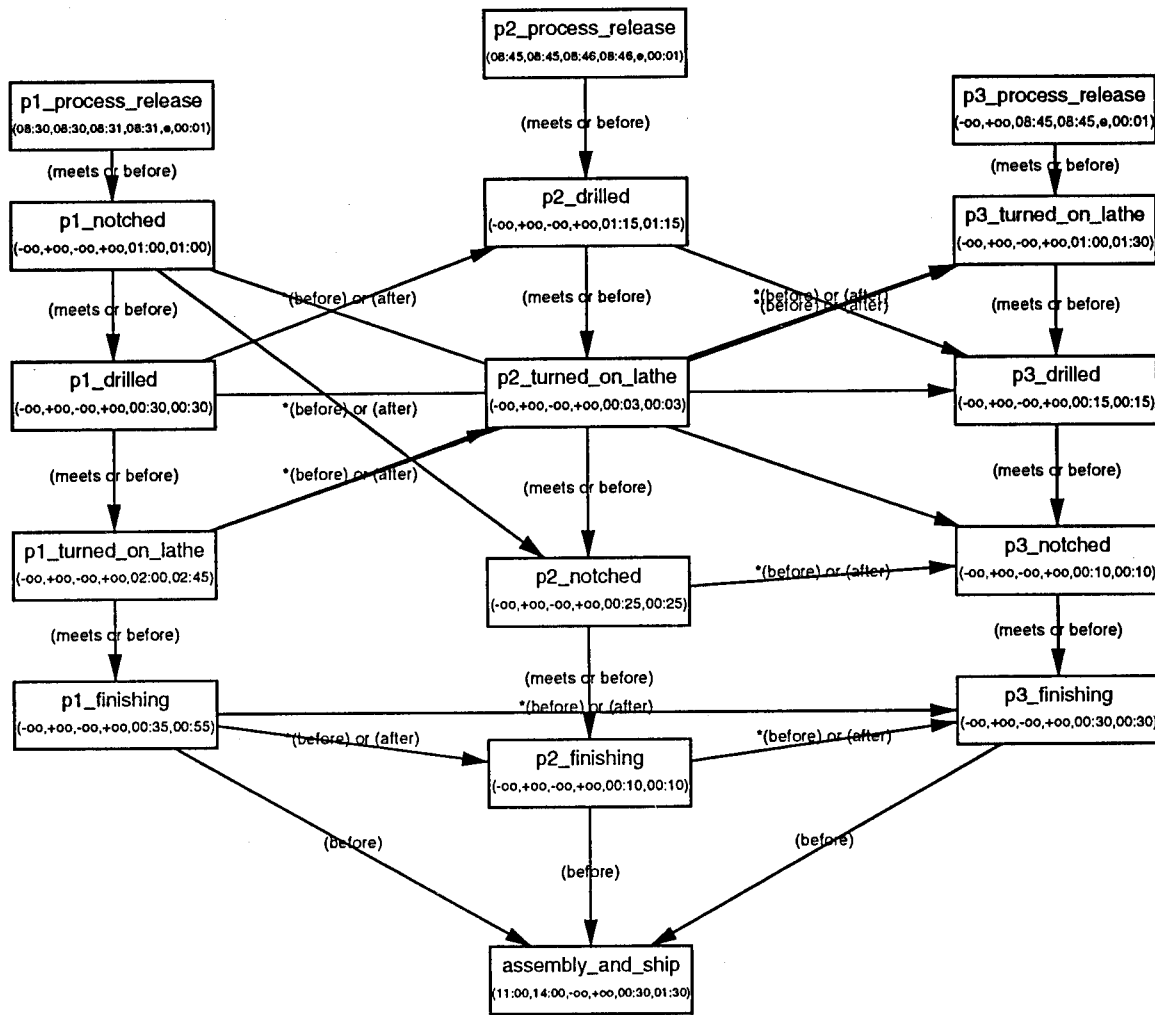 p2_process_release
(08:45,08:45,08:46,08:46,e,00:01)
p1_process_release
(08:30,08:30,08:31,08:31,e,00:01)
p3_process_release
(-oo,+oo,08:45,08:45,e,00:01)
(meets or before)
(meets or before)
(meets or before)
p2_drilled
(-oo,+oo,-oo,+oo,01:15,01:15)
p1_notched
(-oo,+oo,-oo,+oo,01:00,01:00)
p3_turned_on_lathe
(-oo,+oo,-oo,+oo,01:00,01:30)
(meets or before)
*(before) or (after)
(meets or before)
*(before) or (after)
*(before) or (after)
(meets or before)
p1_drilled
(-oo,+oo,-oo,+oo,00:30,00:30)
p2_turned_on_lathe
(-oo,+oo,-oo,+oo,00:03,00:03)
p3_drilled
(-oo,+oo,-oo,+oo,00:15,00:15)
*(before) or (after)
(meets or before)
*(before) or (after)
(meets or before)
(meets or before)
p1_turned_on_lathe
(-oo,+oo,-oo,+oo,02:00,02:45)
p2_notched
(-oo,+oo,-oo,+oo,00:25,00:25)
*(before) or (after)
p3_notched
(-oo,+oo,-oo,+oo,00:10,00:10)
(meets or before)
(meets or before)
(meets or before)
p1_finishing
(-oo,+oo,-oo,+oo,00:35,00:55)
*(before) or (after)
p3_finishing
(-oo,+oo,-oo,+oo,00:30,00:30)
*(before) or (after)
*(before) or (after)
p2_finishing
(-oo,+oo,-oo,+oo,00:10,00:10)
(before)
(before)
(before)
assembly_and_ship
(11:00,14:00,-oo,+oo,00:30,01:30)